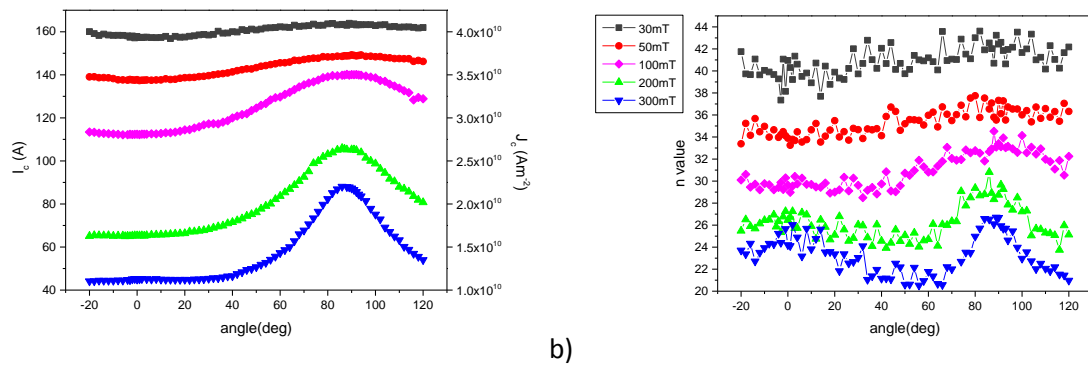 160
140
120
100
80
60
40
I_c (A)
-20 0 20 40 60 80 100 120
angle(deg)
4.0x10^10
3.5x10^10
3.0x10^10
2.5x10^10
2.0x10^10
1.5x10^10
1.0x10^10
J_c (Am^-2)
b)
30mT
50mT
100mT
200mT
300mT
44
42
40
38
36
34
32
30
28
26
24
22
20
n value
-20 0 20 40 60 80 100 120
angle(deg)